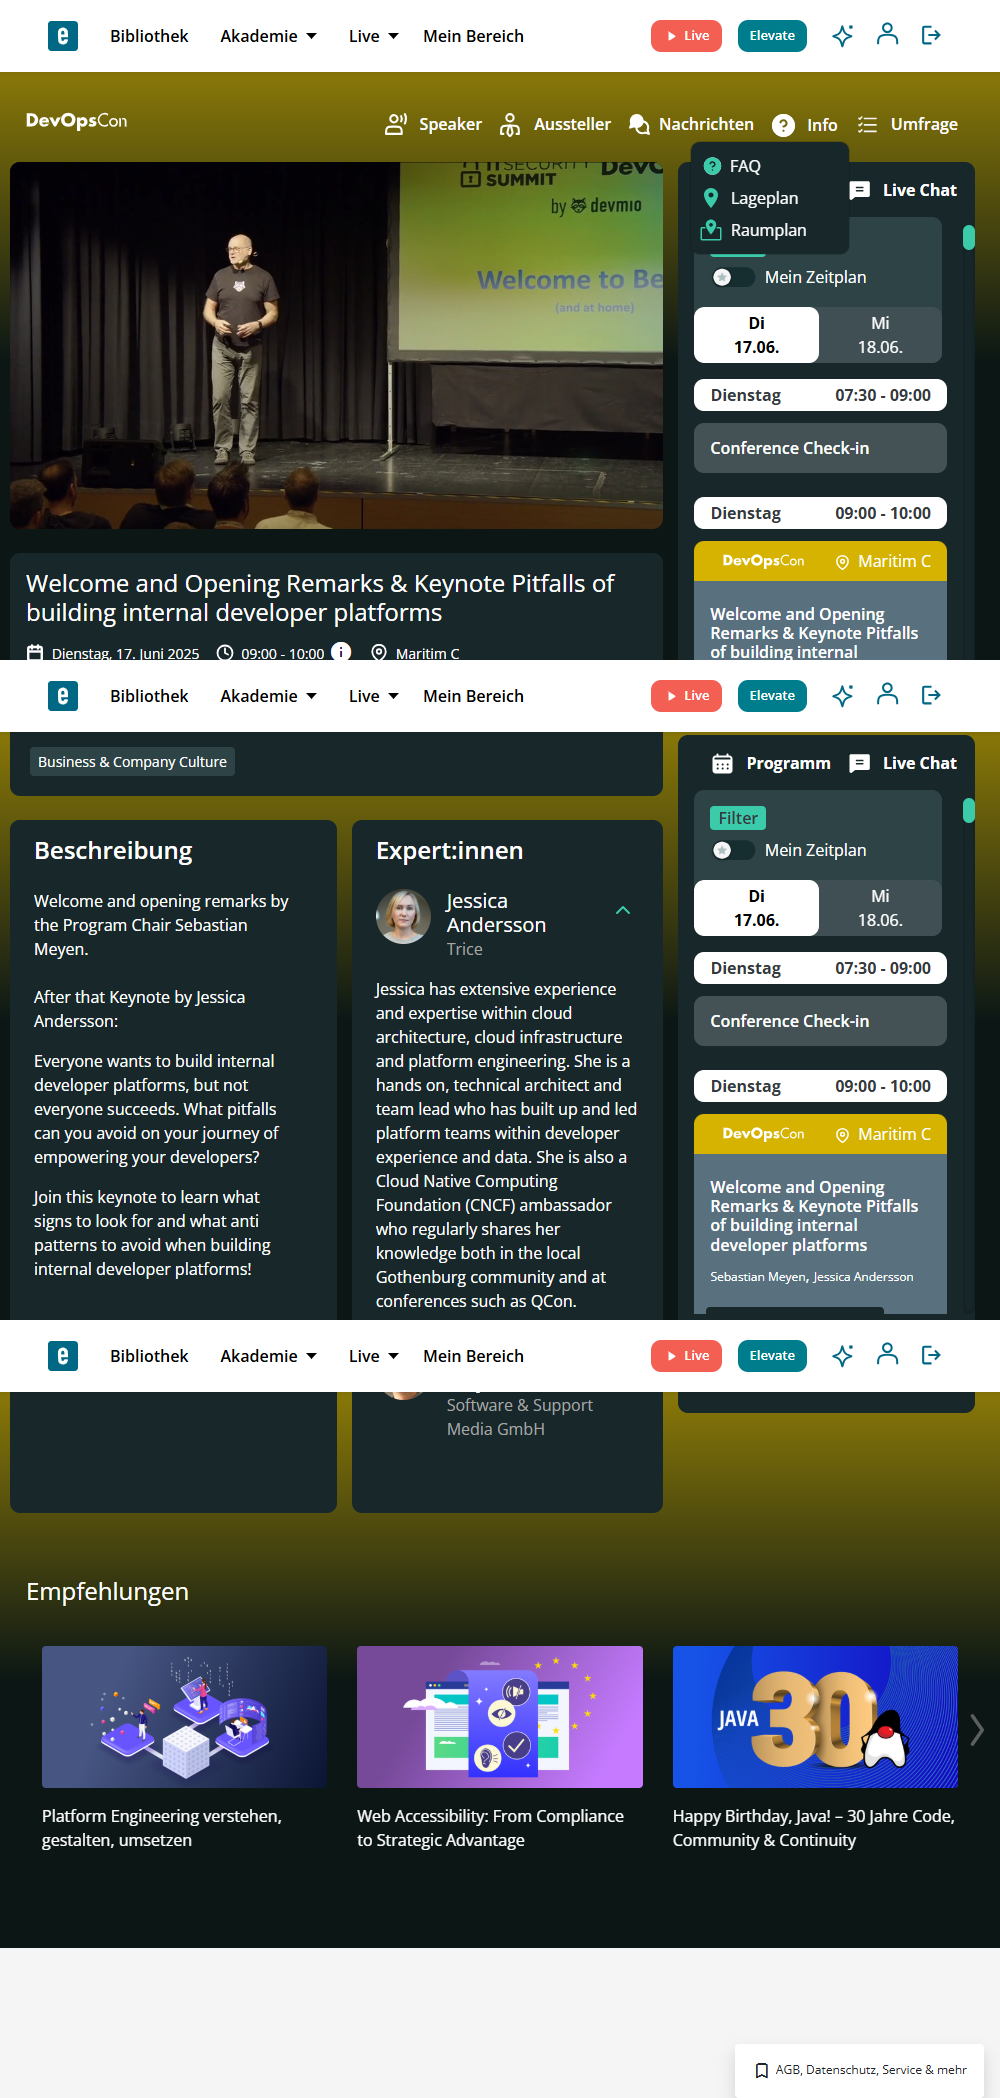 e Bibliothek Akademie Live Mein Bereich Live Elevate
DevOpsCon Speaker Aussteller Nachrichten Info Umfrage
FAQ
Lageplan
Raumplan
Live Chat
IT SECURITY
SUMMIT
DevO
by devmio
Welcome to Be
(and at home)
Mein Zeitplan
Di
17.06.
Mi
18.06.
Dienstag 07:30 - 09:00
Conference Check-in
Dienstag 09:00 - 10:00
DevOpsCon Maritim C
Welcome and Opening
Remarks & Keynote Pitfalls
of building internal
Welcome and Opening Remarks & Keynote Pitfalls of
building internal developer platforms
Dienstag, 17. Juni 2025 09:00 - 10:00 Maritim C
e Bibliothek Akademie Live Mein Bereich Live Elevate
Business & Company Culture
Beschreibung
Welcome and opening remarks by
the Program Chair Sebastian
Meyen.
After that Keynote by Jessica
Andersson:
Everyone wants to build internal
developer platforms, but not
everyone succeeds. What pitfalls
can you avoid on your journey of
empowering your developers?
Join this keynote to learn what
signs to look for and what anti
patterns to avoid when building
internal developer platforms!
Expert:innen
Jessica
Andersson
Trice
Jessica has extensive experience
and expertise within cloud
architecture, cloud infrastructure
and platform engineering. She is a
hands on, technical architect and
team lead who has built up and led
platform teams within developer
experience and data. She is also a
Cloud Native Computing
Foundation (CNCF) ambassador
who regularly shares her
knowledge both in the local
Gothenburg community and at
conferences such as QCon.
Programm Live Chat
Filter
Mein Zeitplan
Di
17.06.
Mi
18.06.
Dienstag 07:30 - 09:00
Conference Check-in
Dienstag 09:00 - 10:00
DevOpsCon Maritim C
Welcome and Opening
Remarks & Keynote Pitfalls
of building internal
developer platforms
Sebastian Meyen, Jessica Andersson
e Bibliothek Akademie Live Mein Bereich Live Elevate
Software & Support
Media GmbH
Empfehlungen
JAVA 30
Platform Engineering verstehen,
gestalten, umsetzen
Web Accessibility: From Compliance
to Strategic Advantage
Happy Birthday, Java! – 30 Jahre Code,
Community & Continuity
AGB, Datenschutz, Service & mehr